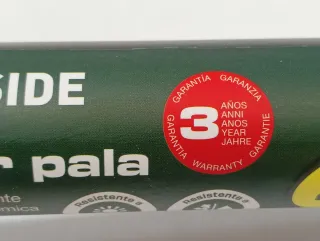 SIDE
GARANTÍA GARANZIA
GARANTIA GARANTIE
WARRANTY
3
AÑOS
ANNI
ANOS
YEAR
JAHRE
r pala
Resistente a
Resistente a